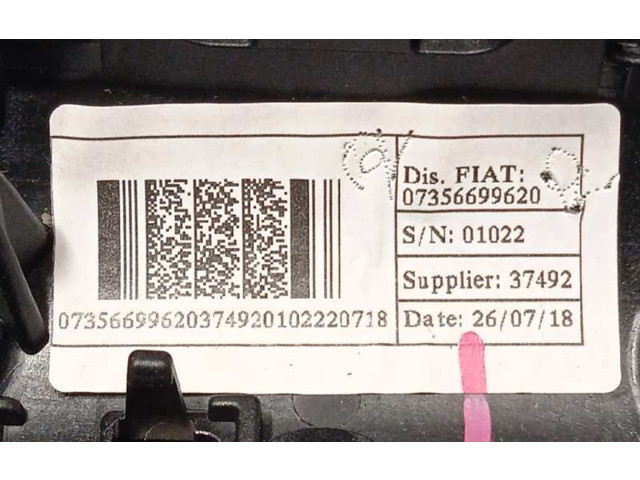 Dis. FIAT:
07356699620
S/N: 01022
Supplier: 37492
Date: 26/07/18
07356699620374920102220718